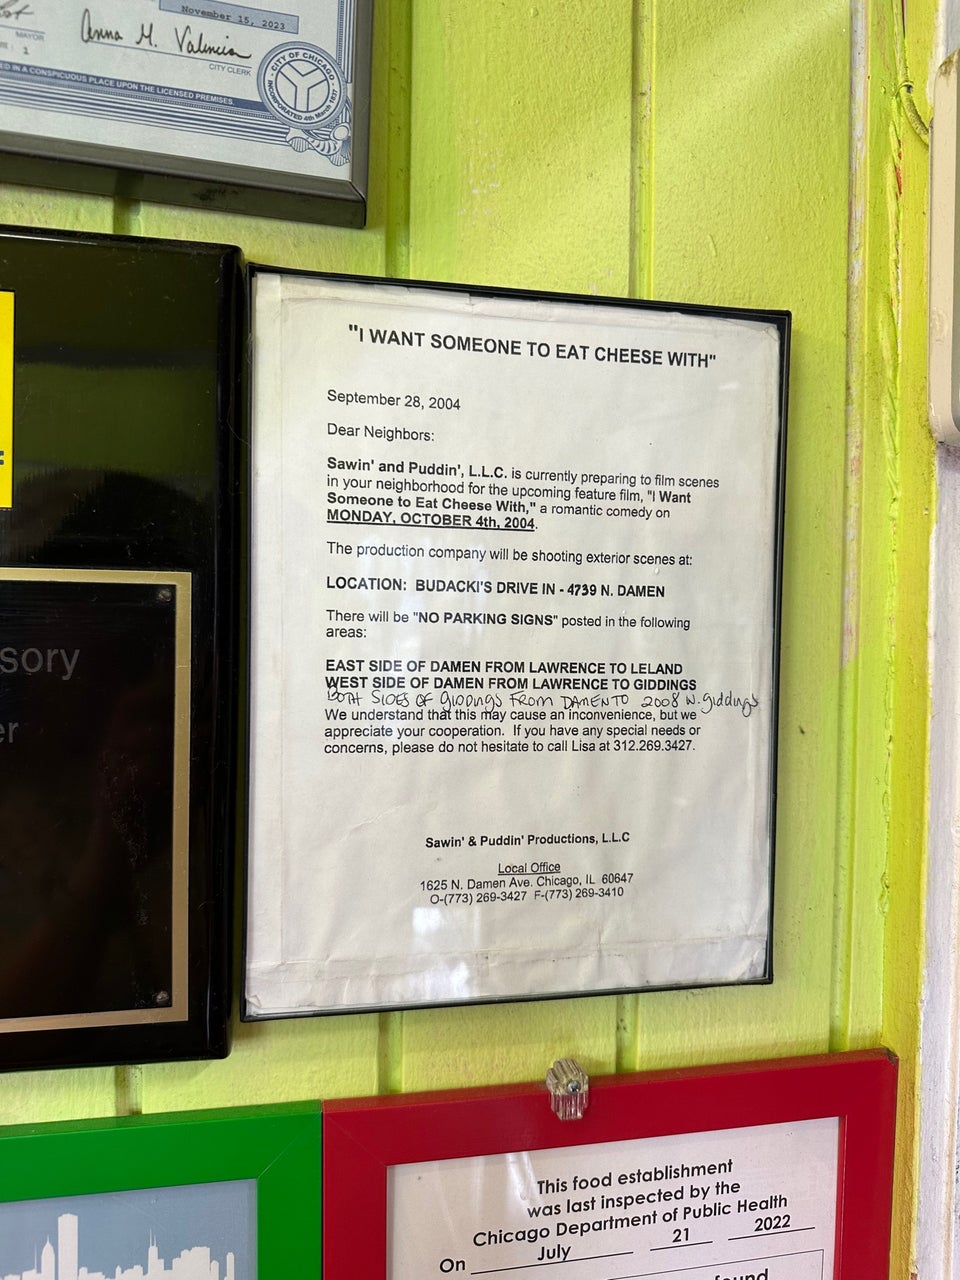 November 15, 2023
MAYOR
Anna M. Valencia
CITY CLERK
ED IN A CONSPICUOUS PLACE UPON THE LICENSED PREMISES.
CITY OF CHICAGO
INCORPORATED 4th March 1837
"I WANT SOMEONE TO EAT CHEESE WITH"
September 28, 2004
Dear Neighbors:
Sawin' and Puddin', L.L.C. is currently preparing to film scenes
in your neighborhood for the upcoming feature film, "I Want
Someone to Eat Cheese With," a romantic comedy on
MONDAY, OCTOBER 4th, 2004.
The production company will be shooting exterior scenes at:
LOCATION: BUDACKI'S DRIVE IN - 4739 N. DAMEN
There will be "NO PARKING SIGNS" posted in the following
areas:
EAST SIDE OF DAMEN FROM LAWRENCE TO LELAND
WEST SIDE OF DAMEN FROM LAWRENCE TO GIDDINGS
BOTH SIDES OF giddings FROM DAMEN TO 2008 W. giddings
We understand that this may cause an inconvenience, but we
appreciate your cooperation. If you have any special needs or
concerns, please do not hesitate to call Lisa at 312.269.3427.
Sawin' & Puddin' Productions, L.L.C
Local Office
1625 N. Damen Ave. Chicago, IL 60647
O-(773) 269-3427 F-(773) 269-3410
sory
er
This food establishment
was last inspected by the
Chicago Department of Public Health
On July 21 2022
found